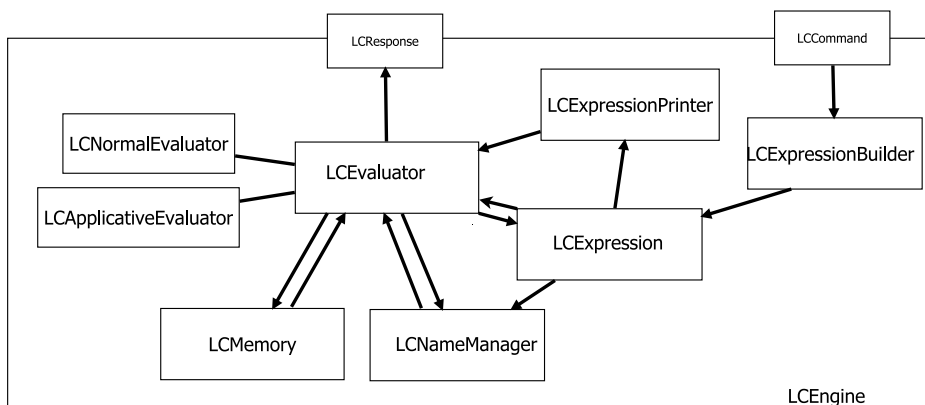 LCResponse
LCCommand
LCExpressionPrinter
LCNormalEvaluator
LCExpressionBuilder
LCEvaluator
LCApplicativeEvaluator
LCExpression
LCMemory
LCNameManager
LCEngine